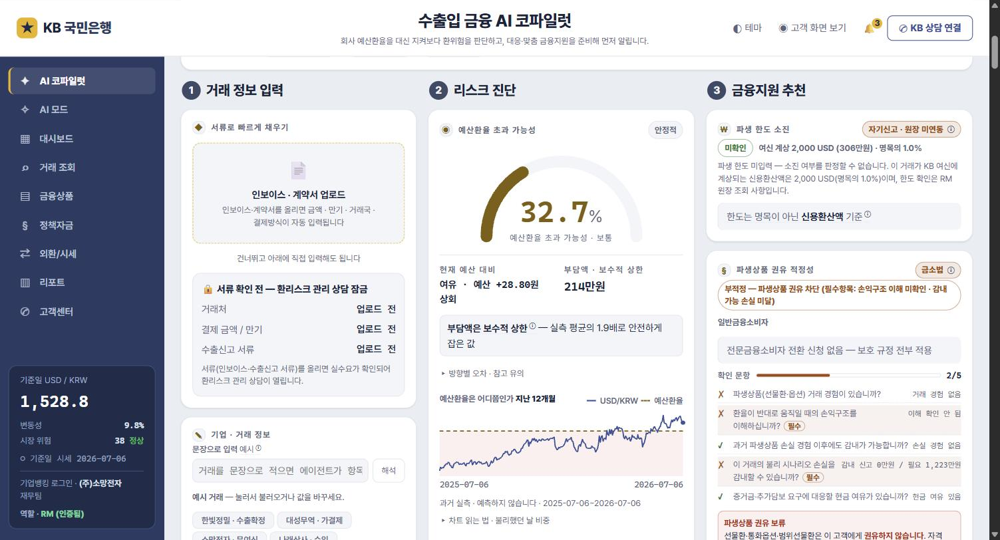 KB 국민은행
수출입 금융 AI 코파일럿
회사 예산환율을 대신 지켜보다 환위험을 판단하고, 대응·맞춤 금융지원을 준비해 먼저 알립니다.
테마
고객 화면 보기
3
KB 상담 연결
AI 코파일럿
AI 모드
대시보드
거래 조회
금융상품
§ 정책자금
외환/시세
리포트
고객센터
기준일 USD / KRW
1,528.8
변동성 9.8%
시장 위험 38 정상
기준일 시세 2026-07-06
기업뱅킹 로그인 · (주)소망전자
재무팀
역할 · RM (인증됨)
1 거래 정보 입력
서류로 빠르게 채우기
인보이스 · 계약서 업로드
인보이스·계약서를 올리면 금액 · 만기 · 거래국 ·
결제방식이 자동 입력됩니다
건너뛰고 아래에 직접 입력해도 됩니다
서류 확인 전 — 환리스크 관리 상담 잠금
거래처 업로드 전
결제 금액 / 만기 업로드 전
수출신고 서류 업로드 전
서류(인보이스·수출신고 서류)를 올리면 실수요가 확인되어
환리스크 관리 상담이 열립니다.
기업 · 거래 정보
문장으로 입력 예시 ⓘ
거래를 문장으로 적으면 에이전트가 항목
해석
예시 거래 — 눌러서 불러오거나 값을 바꾸세요.
한빛정밀 · 수출확정
대성무역 · 가결제
소망전자 · 무역실
나래상사 · 수입
2 리스크 진단
예산환율 초과 가능성
안정적
32.7%
예산환율 초과 가능성 · 보통
현재 예산 대비
여유 · 예산 +28.80원
상회
부담액 · 보수적 상한
214만원
부담액은 보수적 상한 ⓘ — 실측 평균의 1.9배로 안전하게
잡은 값
▸ 방향별 오차 · 참고 유의
예산환율은 어디쯤인가 지난 12개월
USD/KRW
예산환율
2025-07-06
2026-07-06
과거 실측 · 예측하지 않습니다 · 2025-07-06~2026-07-06
▸ 차트 읽는 법 · 불리했던 날 비중
3 금융지원 추천
₩ 파생 한도 소진
자기신고 · 원장 미연동 ⓘ
미확인
여신 계상 2,000 USD (306만원) · 명목의 1.0%
파생 한도 미입력 — 소진 여부를 판정할 수 없습니다. 이 거래가 KB 여신에
계상되는 신용환산액은 2,000 USD(명목의 1.0%)이며, 한도 확인은 RM
원장 조회 사항입니다.
한도는 명목이 아닌 신용환산액 기준 ⓘ
§ 파생상품 권유 적정성
금소법 ⓘ
부적정 — 파생상품 권유 차단 (필수항목: 손익구조 이해 미확인 · 감내
가능 손실 미달)
일반금융소비자
전문금융소비자 전환 신청 없음 — 보호 규정 전부 적용
확인 문항 2/5
✗ 파생상품(선물환·옵션) 거래 경험이 있습니까? 거래 경험 없음
✗ 환율이 반대로 움직일 때의 손익구조를 이해 확인 안 됨
이해하십니까? 필수
✓ 과거 파생상품 손실 경험 이후에도 감내가 가능합니까? 손실 경험 없음
✗ 이 거래의 불리 시나리오 손실을 감내 신고 0만원 / 필요 1,223만원
감내할 수 있습니까? 필수
✓ 증거금·추가담보 요구에 대응할 현금 여유가 있습니까? 현금 여유 있음
파생상품 권유 보류
선물환·통화옵션·범위선물환은 이 고객에게 권유하지 않습니다. 자격